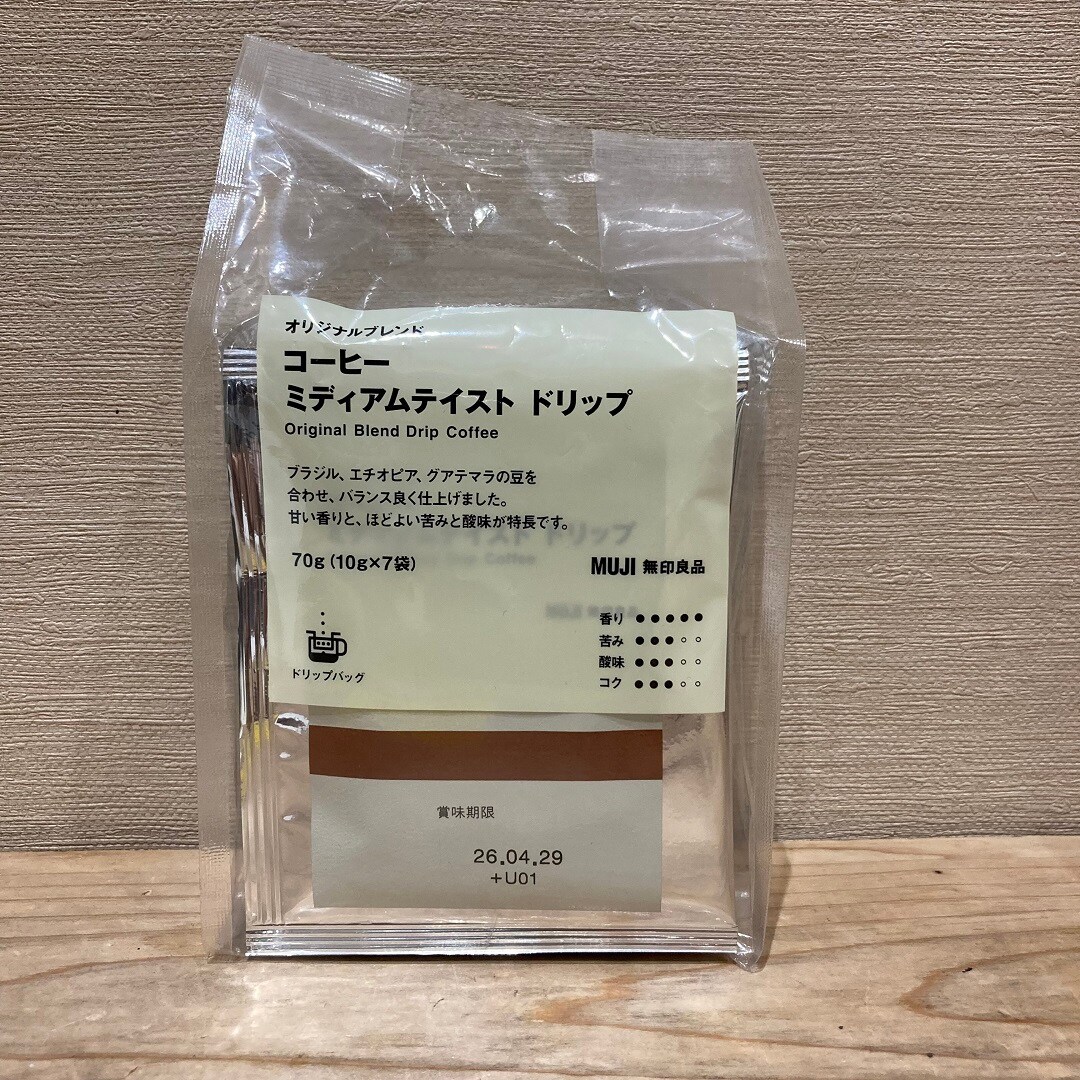 オリジナルブレンド
コーヒー
ミディアムテイスト ドリップ
Original Blend Drip Coffee
ブラジル、エチオピア、グアテマラの豆を
合わせ、バランス良く仕上げました。
甘い香りと、ほどよい苦みと酸味が特長です。
70g(10g×7袋)
MUJI 無印良品
香り ●●●●●
苦み ●●●○○
酸味 ●●●○○
コク ●●●○○
ドリップバッグ
賞味期限
26.04.29
+U01